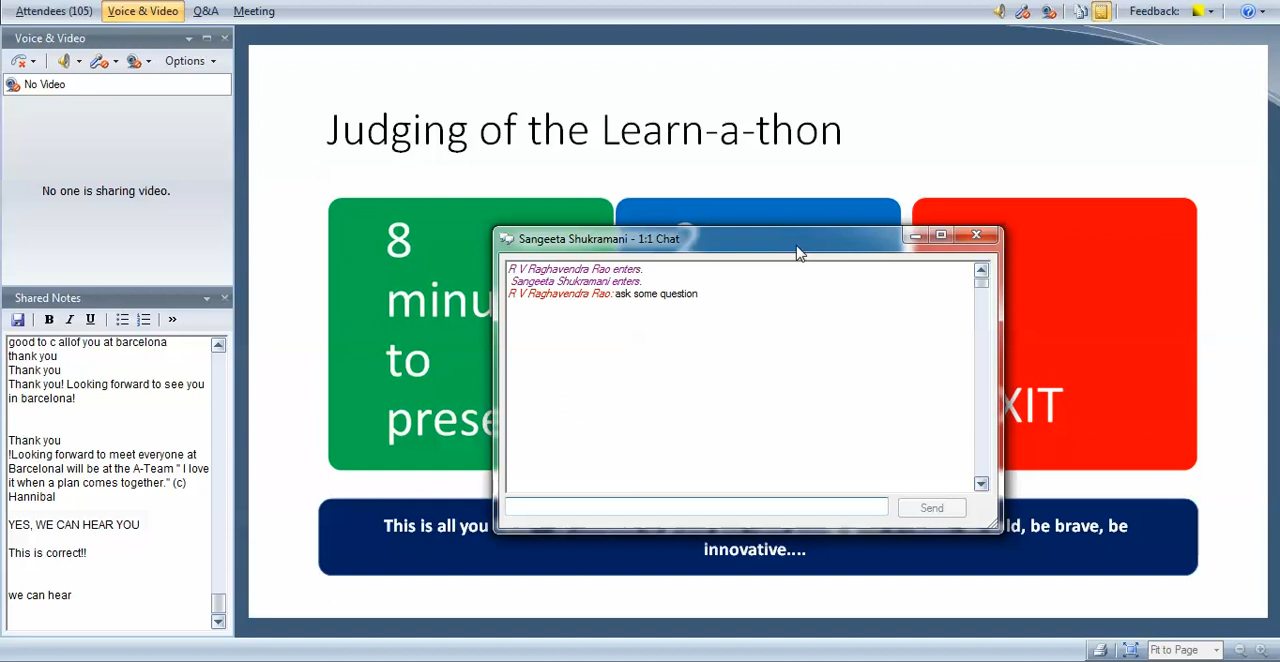 Attendees (105)
Voice & Video
Q&A
Meeting
Feedback:
Voice & Video
Options
No Video
No one is sharing video.
Shared Notes
B I U
good to c allof you at barcelona
thank you
Thank you
Thank you! Looking forward to see you
in barcelona!
Thank you
!Looking forward to meet everyone at
Barcelonal will be at the A-Team " I love
it when a plan comes together." (c)
Hannibal
YES, WE CAN HEAR YOU
This is correct!!
we can hear
Judging of the Learn-a-thon
8
minu
to
prese
Sangeeta Shukramani - 1:1 Chat
R V Raghavendra Rao enters.
Sangeeta Shukramani enters.
R V Raghavendra Rao: ask some question
Send
XIT
This is all you
ld, be brave, be
innovative....
Fit to Page